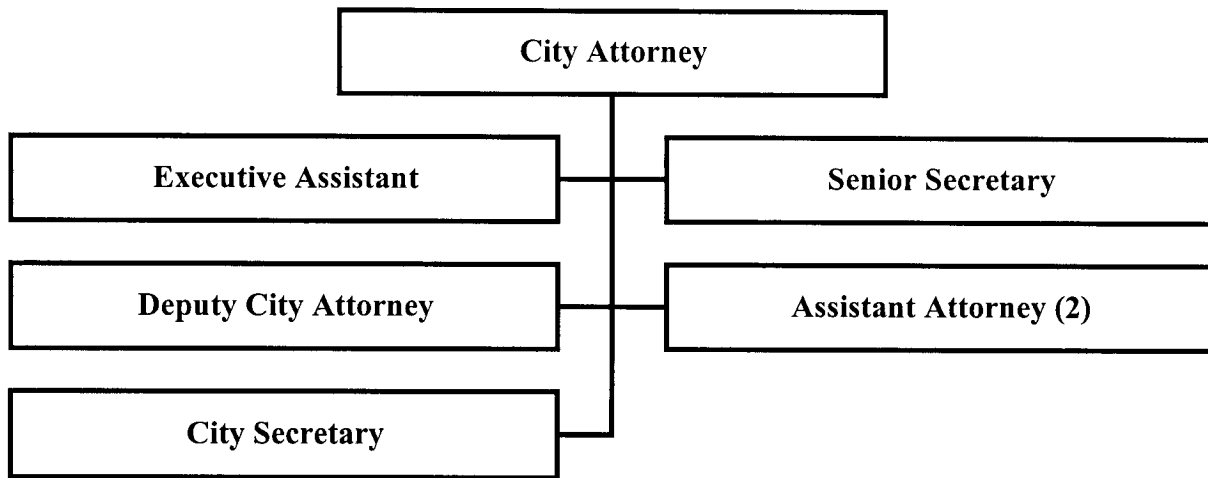 City Attorney
Executive Assistant
Senior Secretary
Deputy City Attorney
Assistant Attorney (2)
City Secretary